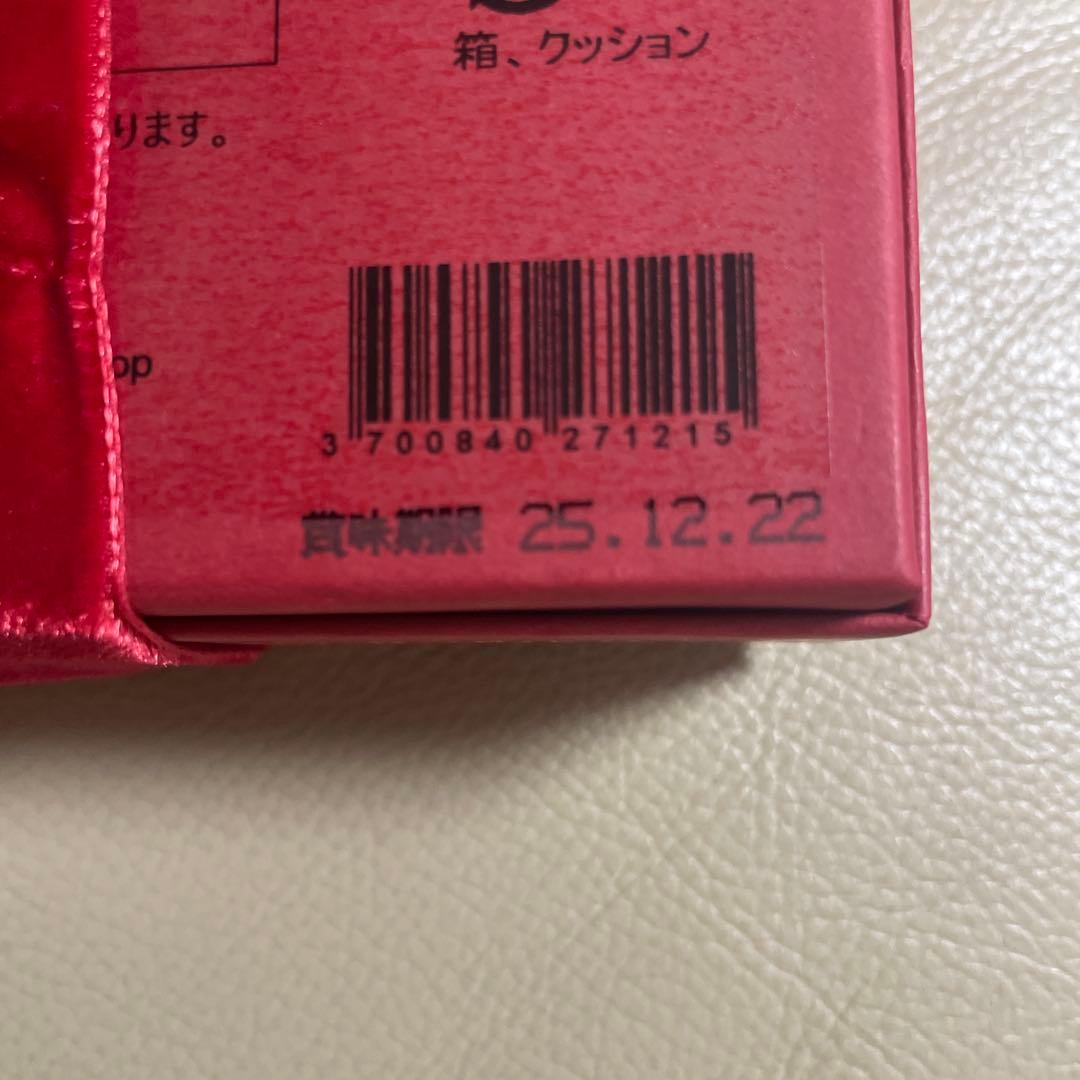 箱、クッション
ります。
op
3 700840 271215
賞味期限 25.12.22